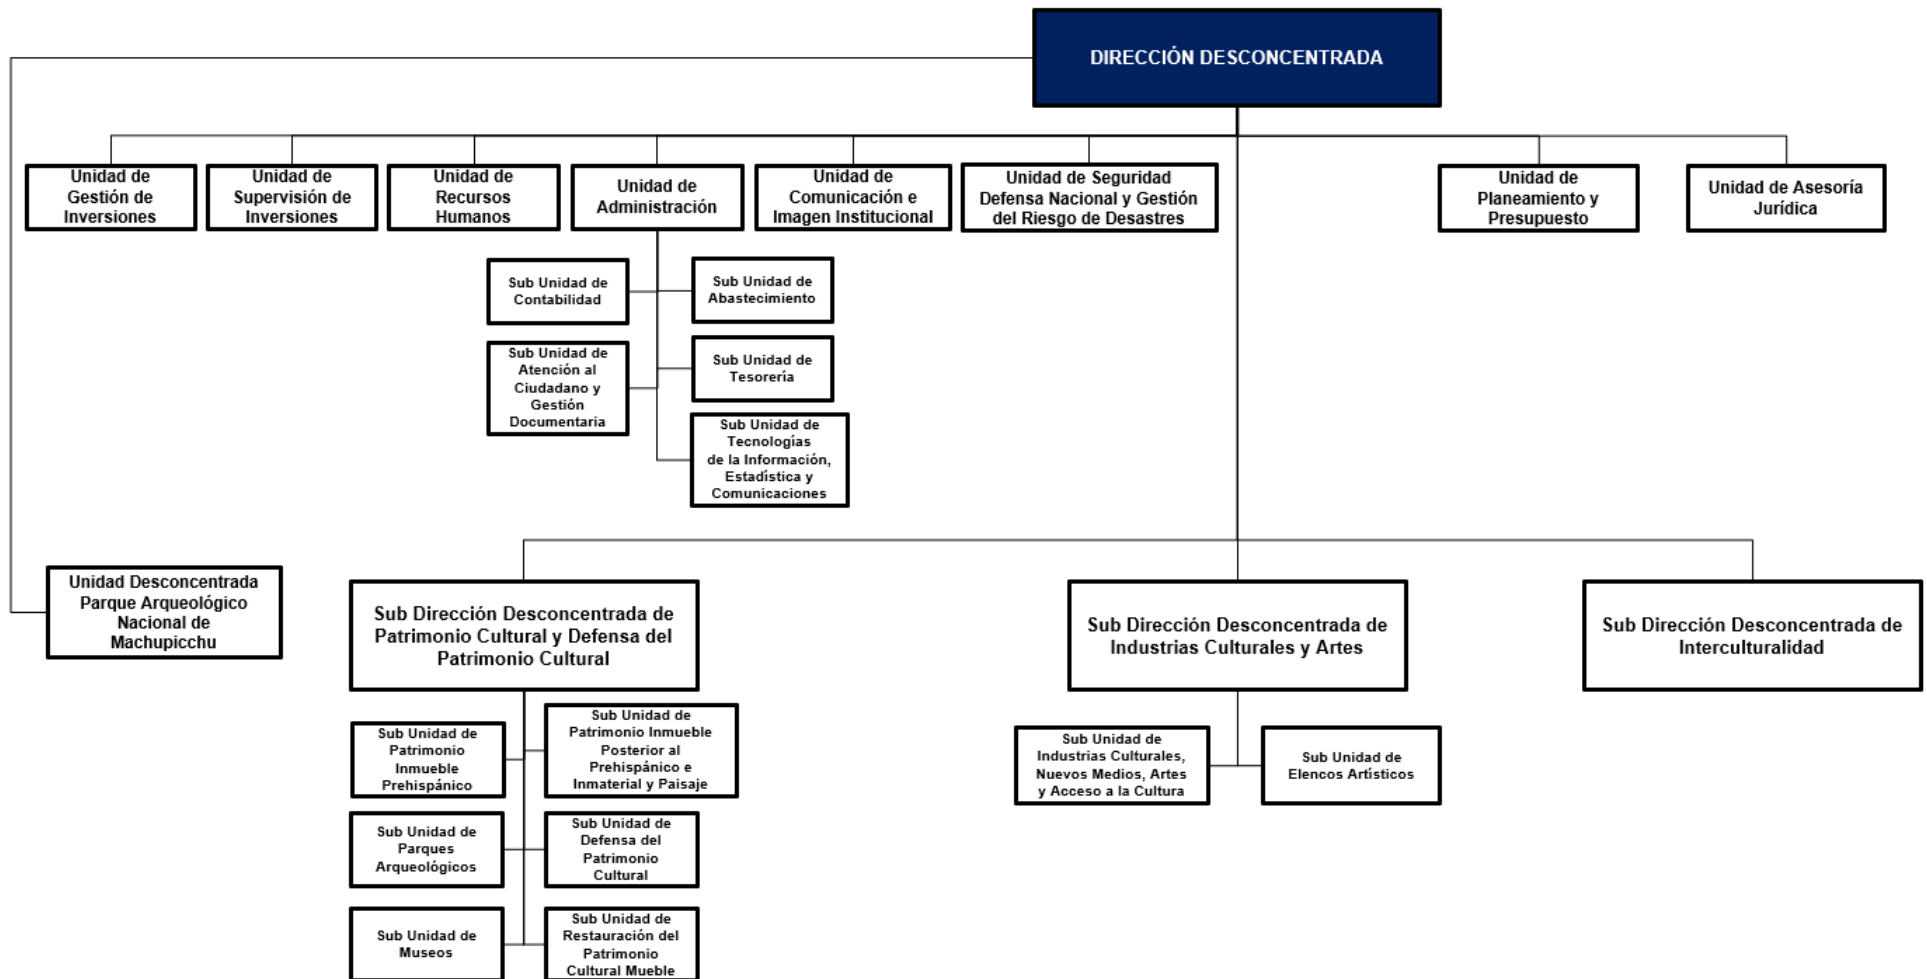 DIRECCIÓN DESCONCENTRADA
Unidad de
Gestión de
Inversiones
Unidad de
Supervisión de
Inversiones
Unidad de
Recursos
Humanos
Unidad de
Administración
Unidad de
Comunicación e
Imagen Institucional
Unidad de Seguridad
Defensa Nacional y Gestión
del Riesgo de Desastres
Unidad de
Planeamiento y
Presupuesto
Unidad de Asesoría
Jurídica
Sub Unidad de
Contabilidad
Sub Unidad de
Abastecimiento
Sub Unidad de
Atención al
Ciudadano y
Gestión
Documentaria
Sub Unidad de
Tesorería
Sub Unidad de
Tecnologías
de la Información,
Estadística y
Comunicaciones
Unidad Desconcentrada
Parque Arqueológico
Nacional de
Machupicchu
Sub Dirección Desconcentrada de
Patrimonio Cultural y Defensa del
Patrimonio Cultural
Sub Dirección Desconcentrada de
Industrias Culturales y Artes
Sub Dirección Desconcentrada de
Interculturalidad
Sub Unidad de
Patrimonio
Inmueble
Prehispánico
Sub Unidad de
Patrimonio Inmueble
Posterior al
Prehispánico e
Inmaterial y Paisaje
Sub Unidad de
Industrias Culturales,
Nuevos Medios, Artes
y Acceso a la Cultura
Sub Unidad de
Elencos Artísticos
Sub Unidad de
Parques
Arqueológicos
Sub Unidad de
Defensa del
Patrimonio
Cultural
Sub Unidad de
Museos
Sub Unidad de
Restauración del
Patrimonio
Cultural Mueble